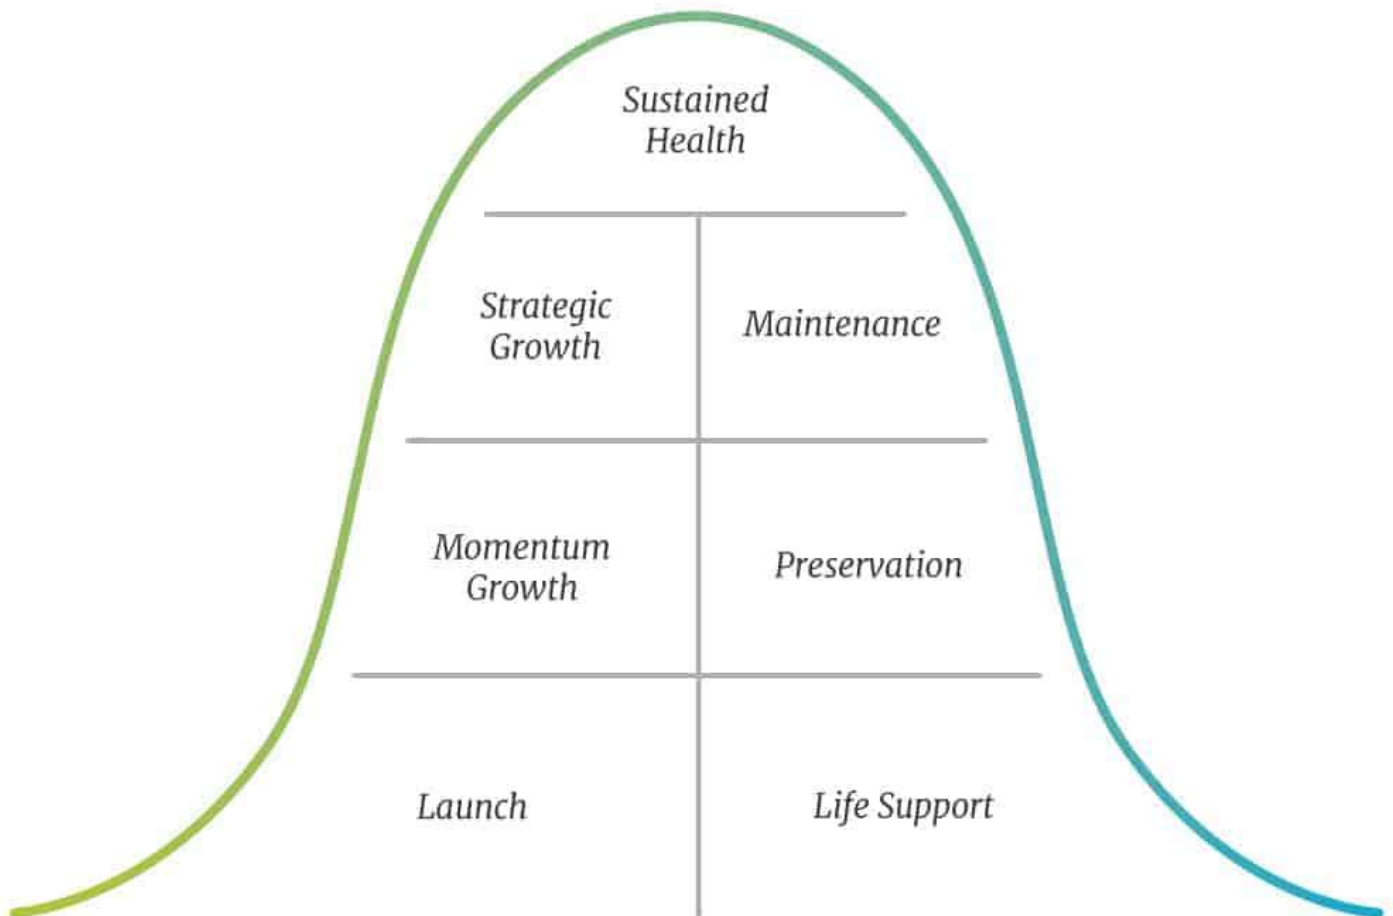 Sustained
Health
Strategic
Growth
Maintenance
Momentum
Growth
Preservation
Launch
Life Support